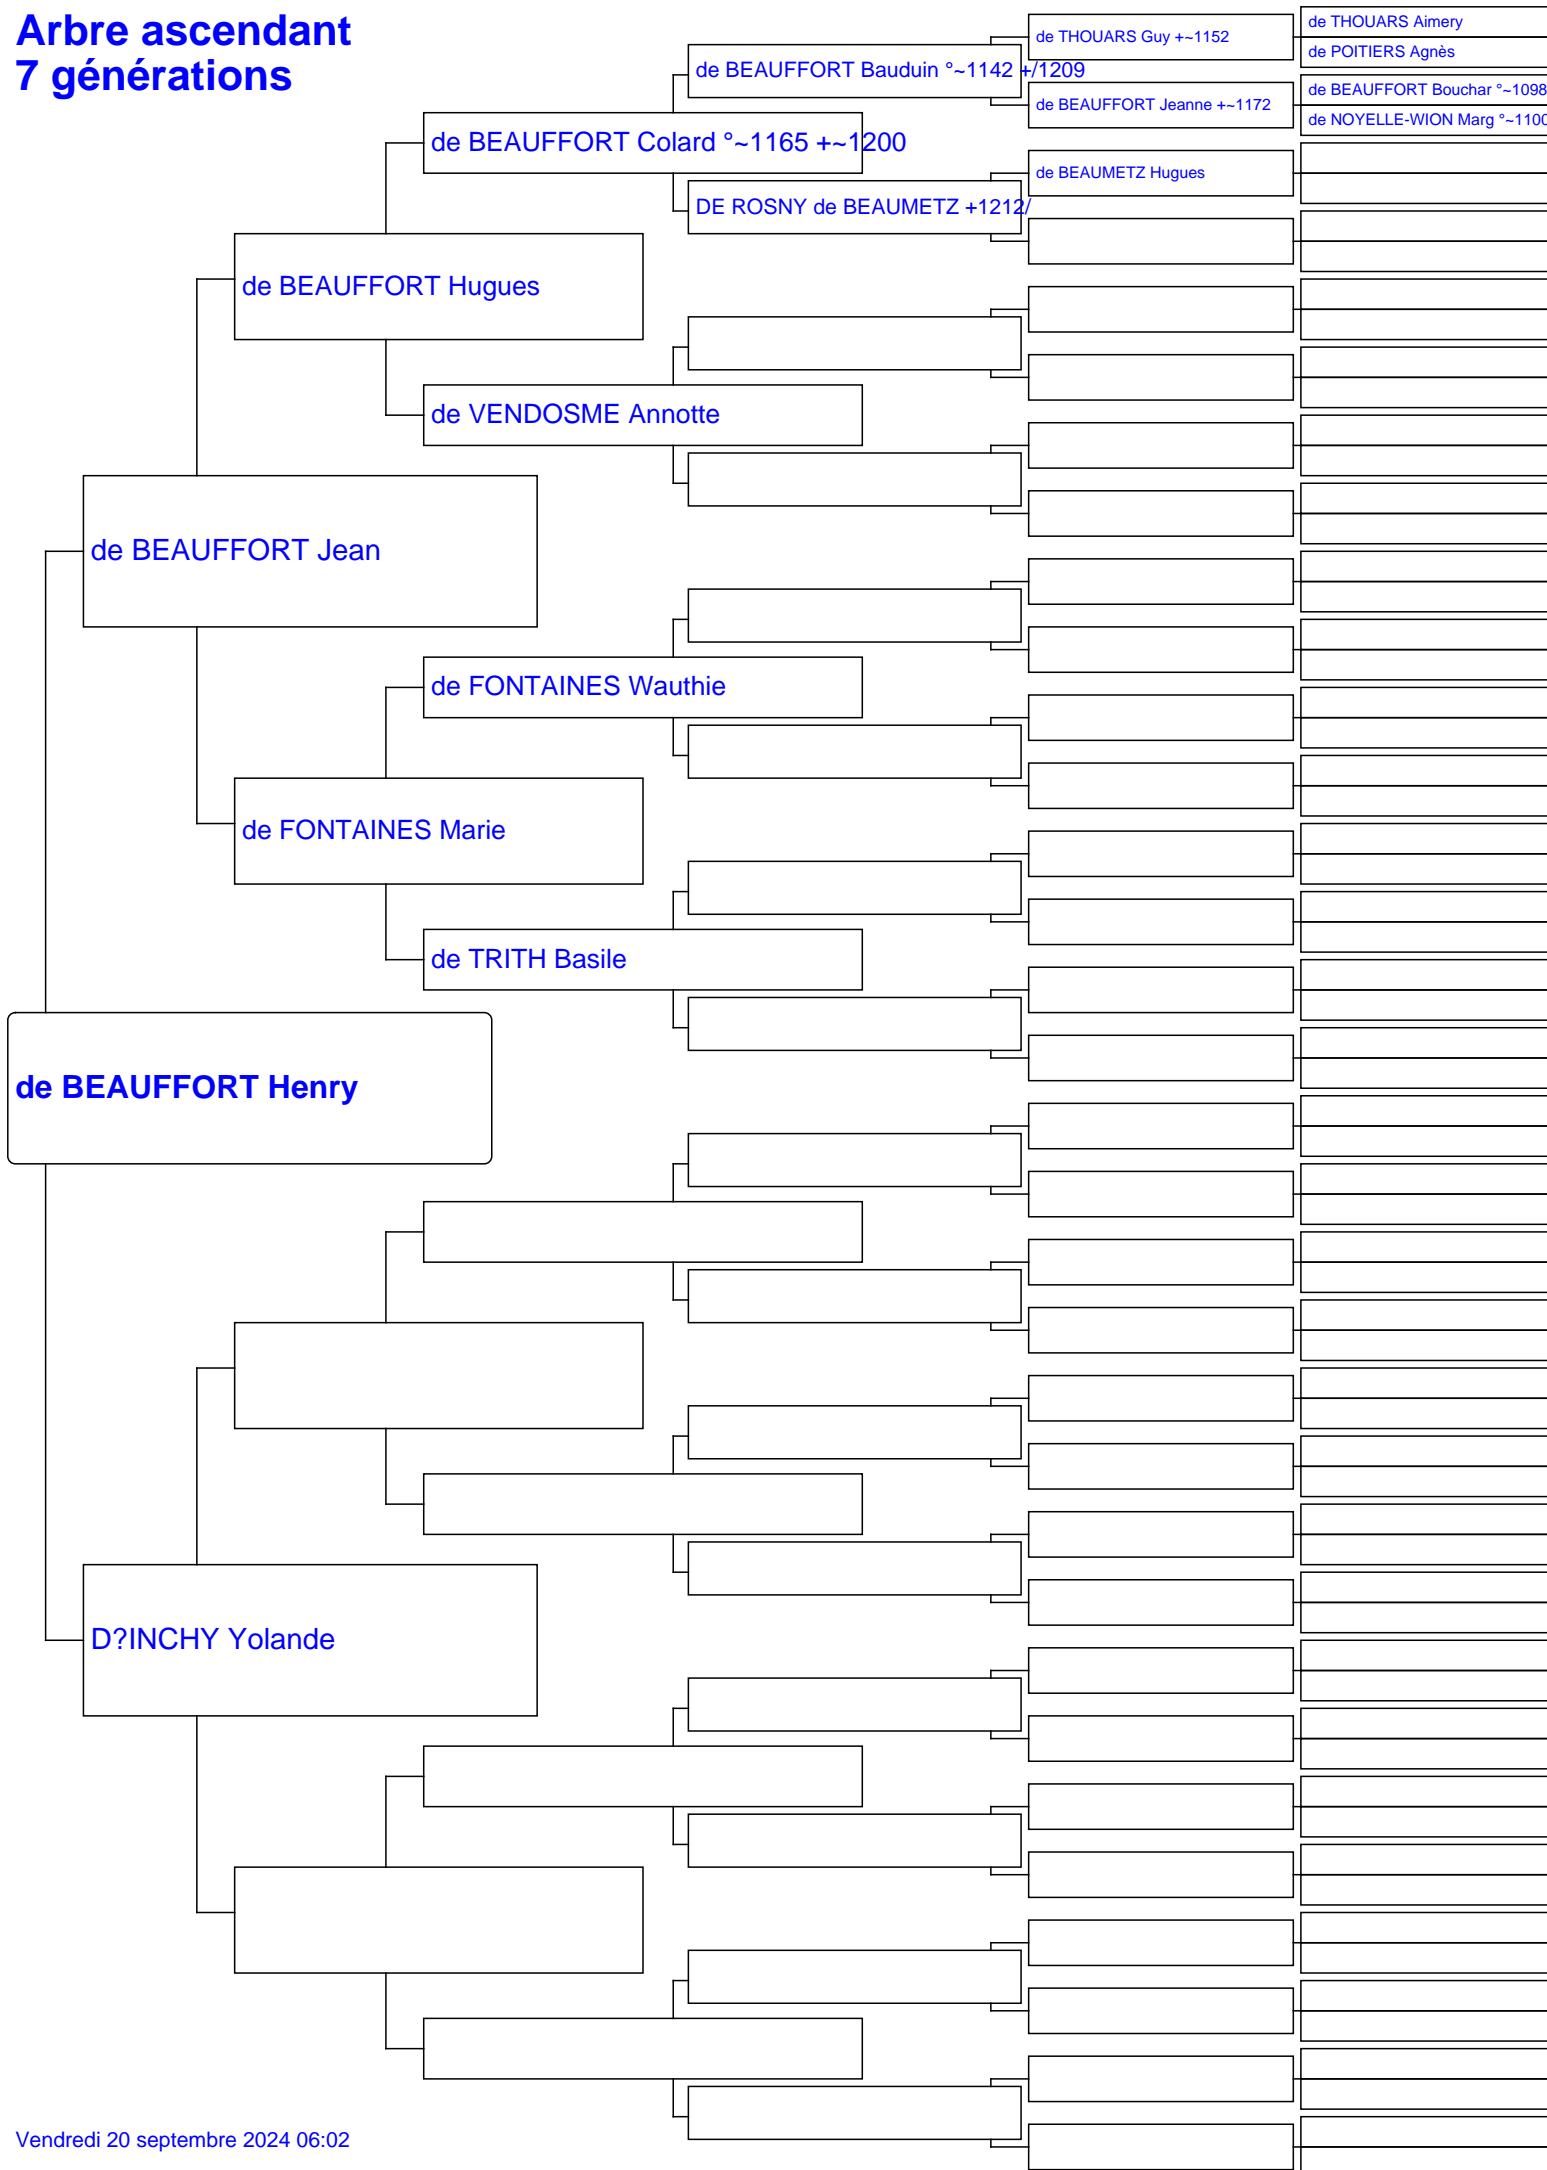 Arbre ascendant
7 générations
de THOUARS Aimery
de THOUARS Guy +~1152
de POITIERS Agnès
de BEAUFFORT Bauduin °~1142 +/1209
de BEAUFFORT Bouchar °~1098
de BEAUFFORT Jeanne +~1172
de NOYELLE-WION Marg °~1100
de BEAUFFORT Colard °~1165 +~1200
de BEAUMETZ Hugues
DE ROSNY de BEAUMETZ +1212/
de BEAUFFORT Hugues
de VENDOSME Annotte
de BEAUFFORT Jean
de FONTAINES Wauthie
de FONTAINES Marie
de TRITH Basile
de BEAUFFORT Henry
D?INCHY Yolande
Vendredi 20 septembre 2024 06:02